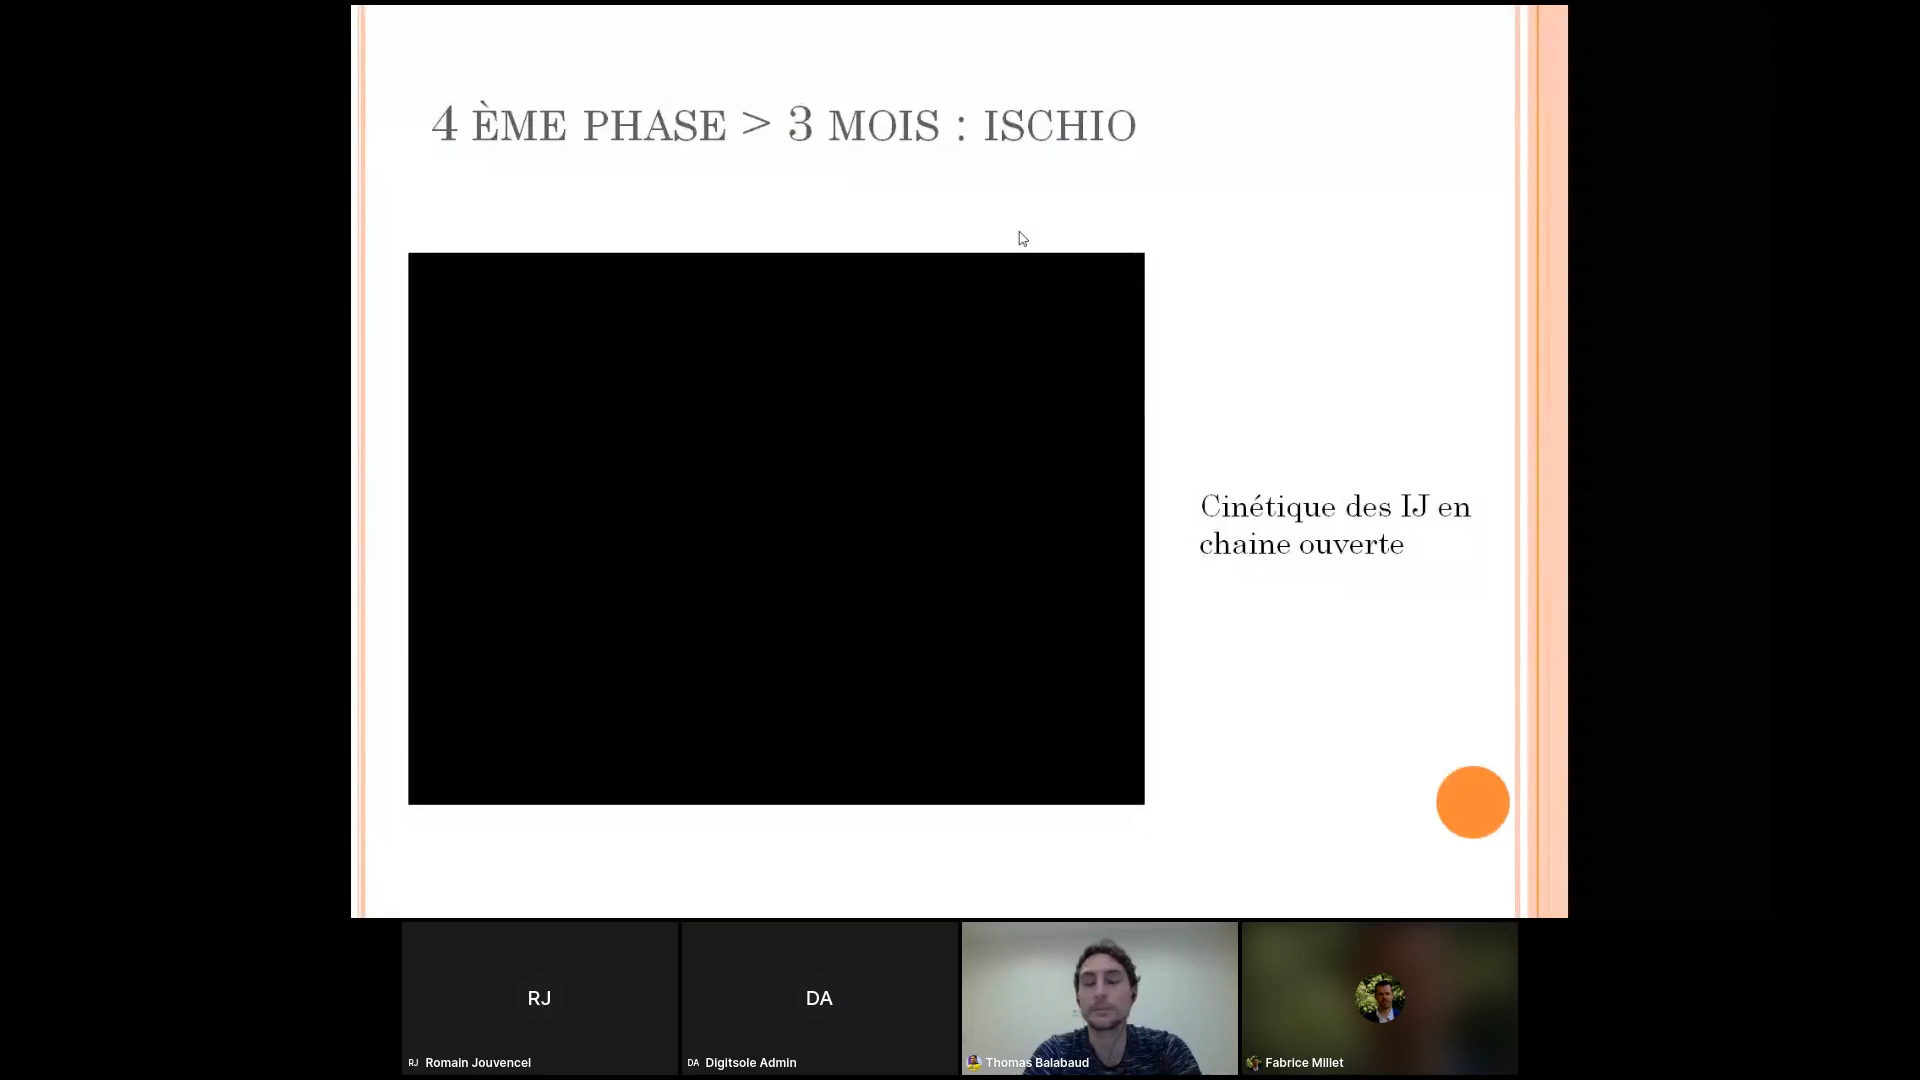 4 ÈME PHASE > 3 MOIS : ISCHIO
Cinétique des IJ en
chaine ouverte
RJ
DA
RJ Romain Jouvencel
DA Digitsole Admin
Thomas Balabaud
Fabrice Millet